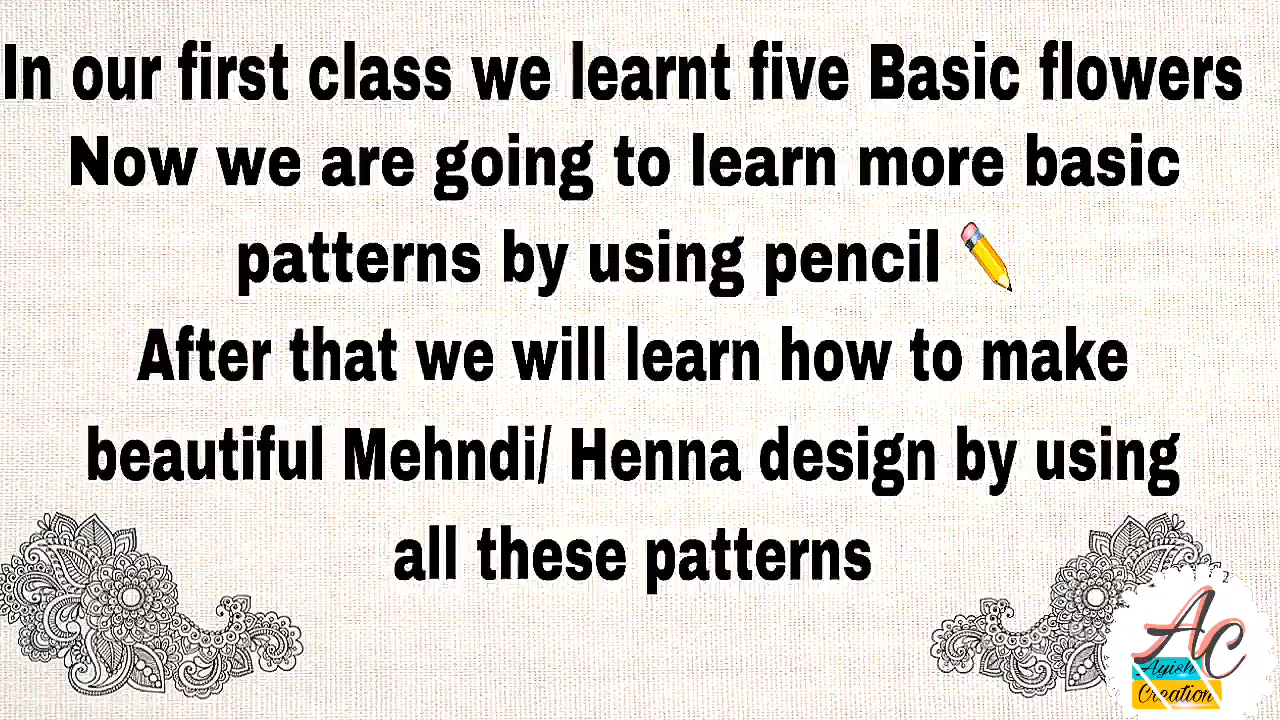 In our first class we learnt five Basic flowers
Now we are going to learn more basic
patterns by using pencil ✏️
After that we will learn how to make
beautiful Mehndi/ Henna design by using
all these patterns
AC
Ayish
Creation